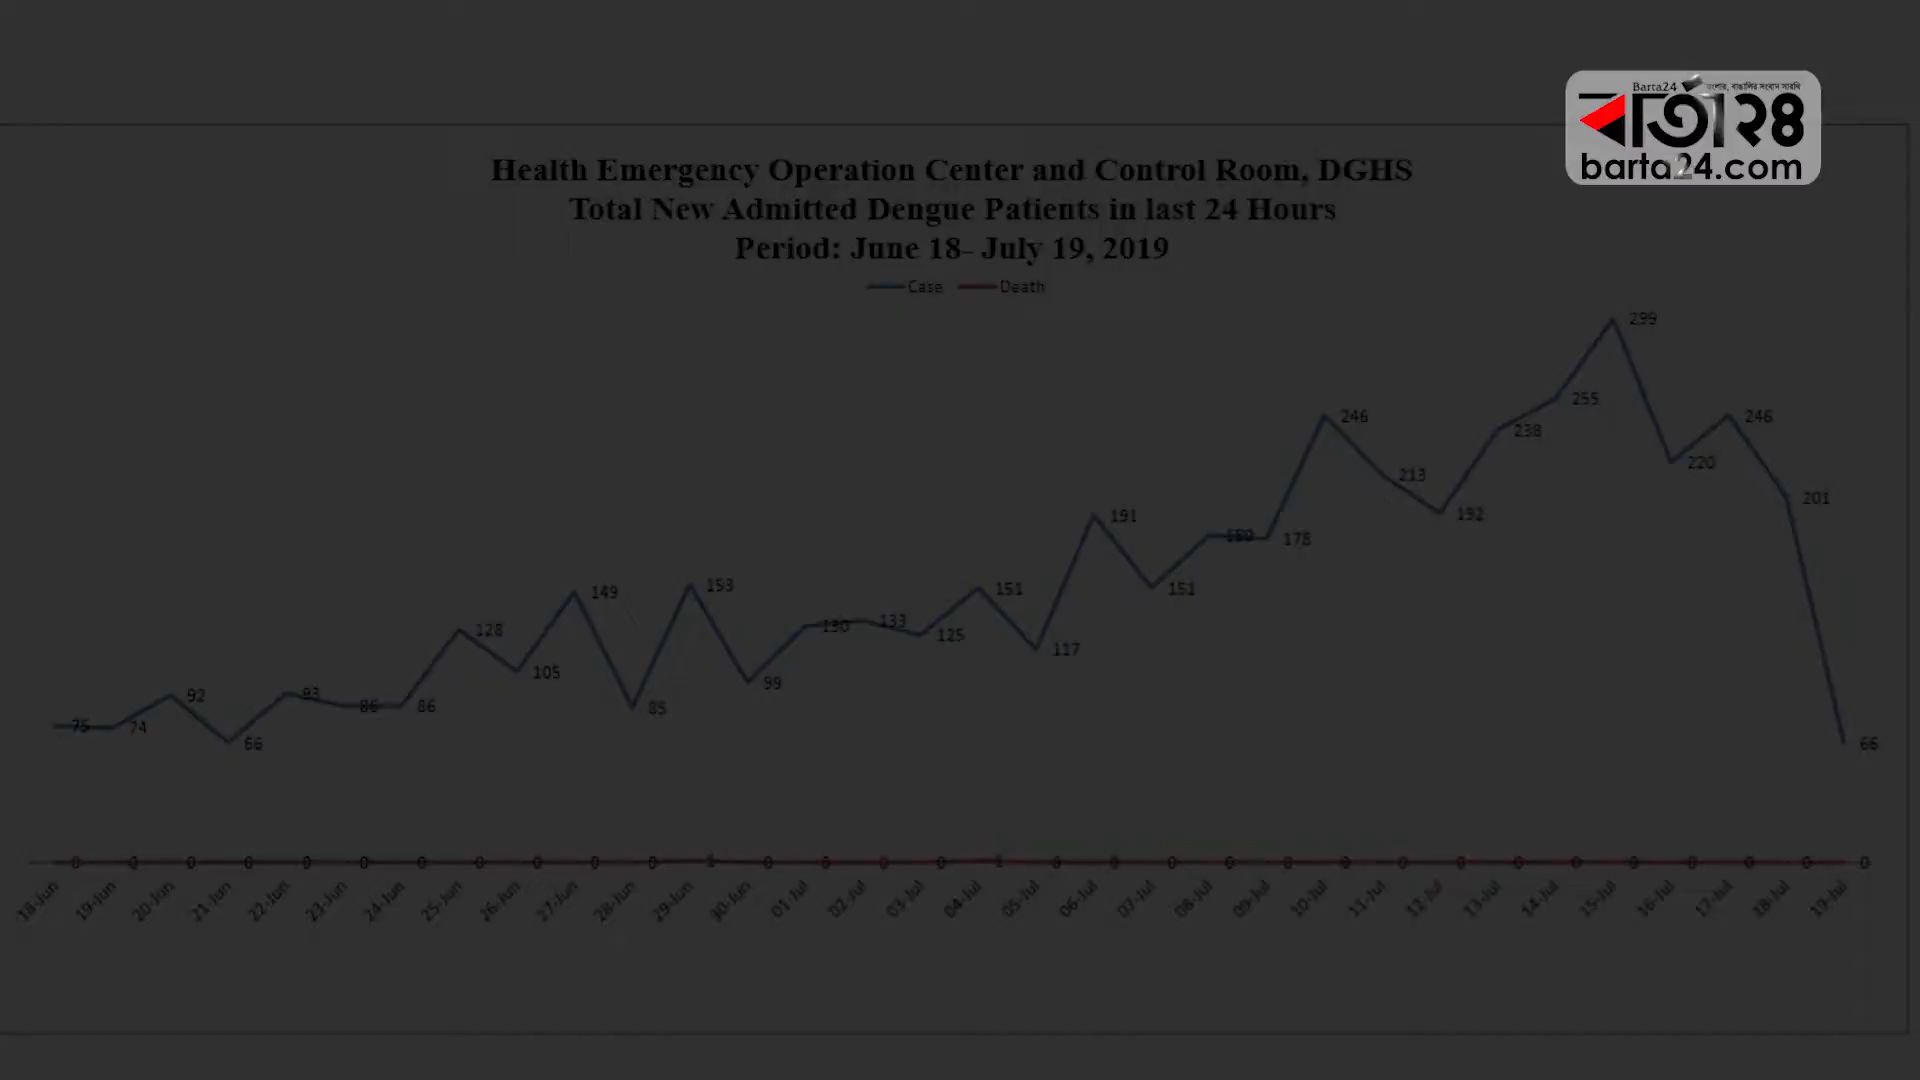 Barta24
বার্তা২৪
barta24.com
Health Emergency Operation Center and Control Room, DGHS
Total New Admitted Dengue Patients in last 24 Hours
Period: June 18– July 19, 2019
Case Death
299
255
246 246
238
220
213
201
192
191
178
153
151 151
149
133
130
128
125
117
105
99
93
92
86 86
85
75 74
66 66
0 0 0 0 0 0 0 0 0 0 0 1 0 0 0 0 1 0 0 0 0 0 0 0 0 0 0 0 0 0 0 0
18-Jun 19-Jun 20-Jun 21-Jun 22-Jun 23-Jun 24-Jun 25-Jun 26-Jun 27-Jun 28-Jun 29-Jun 30-Jun 01-Jul 02-Jul 03-Jul 04-Jul 05-Jul 06-Jul 07-Jul 08-Jul 09-Jul 10-Jul 11-Jul 12-Jul 13-Jul 14-Jul 15-Jul 16-Jul 17-Jul 18-Jul 19-Jul